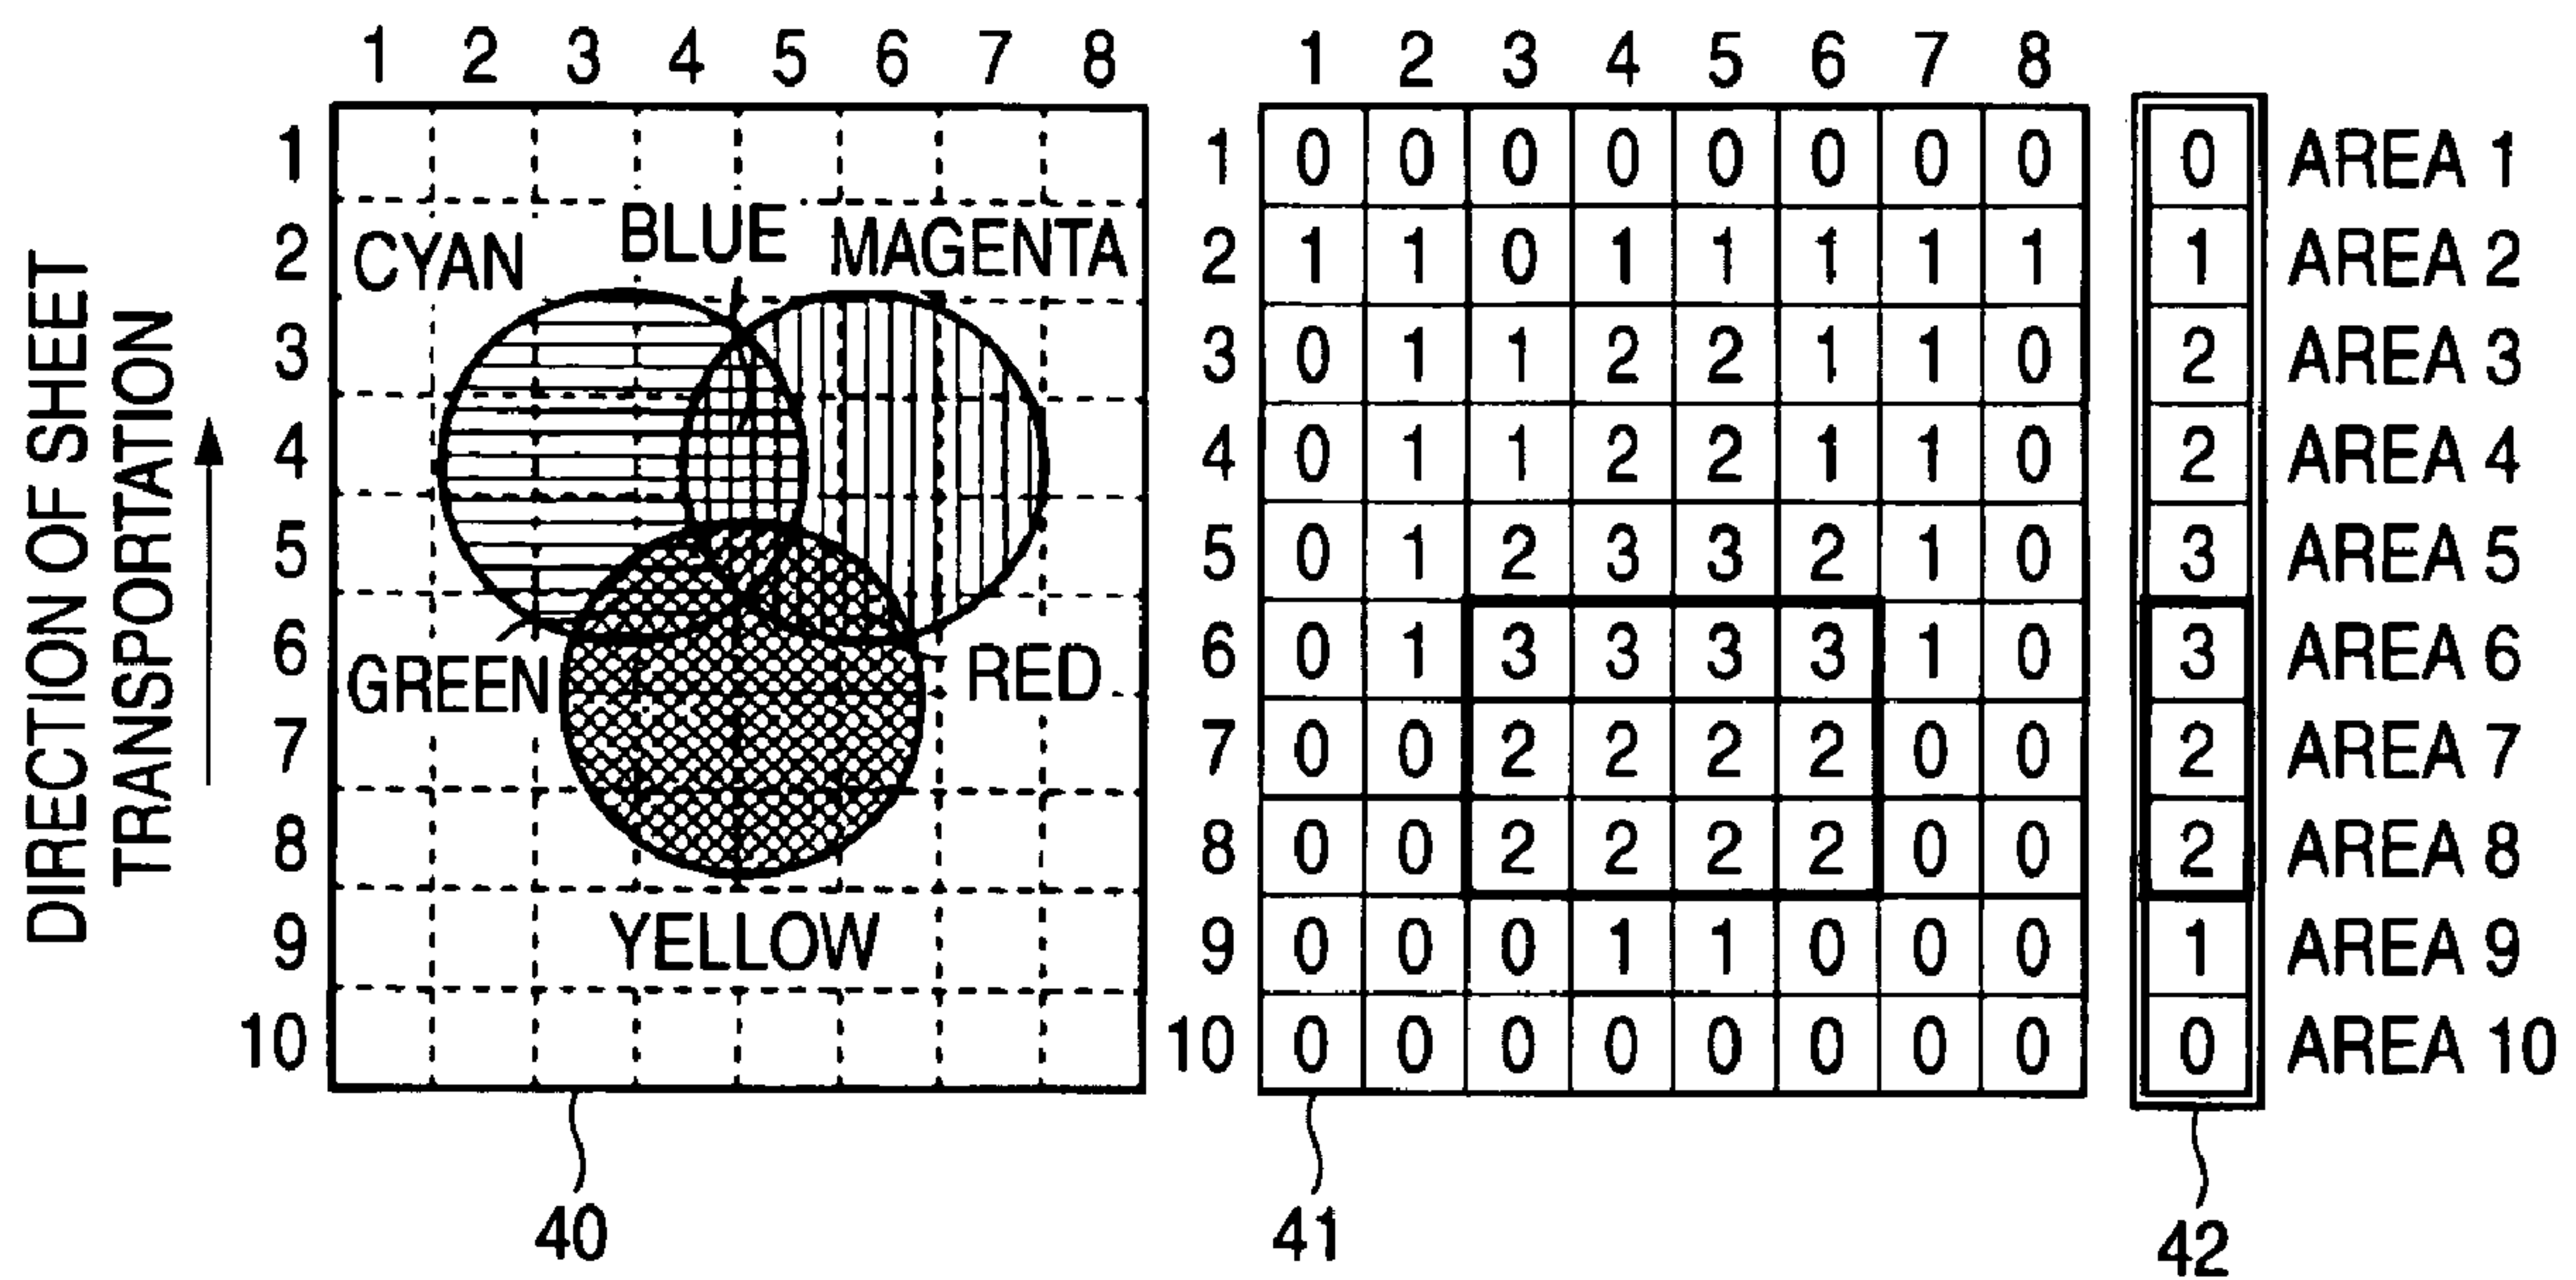 DIRECTION OF SHEET
TRANSPORTATION
1 2 3 4 5 6 7 8
1
2
3
4
5
6
7
8
9
10
CYAN
BLUE
MAGENTA
GREEN
RED
YELLOW
40
1 2 3 4 5 6 7 8
1 0 0 0 0 0 0 0 0
2 1 1 0 1 1 1 1 1
3 0 1 1 2 2 1 1 0
4 0 1 1 2 2 1 1 0
5 0 1 2 3 3 2 1 0
6 0 1 3 3 3 3 1 0
7 0 0 2 2 2 2 0 0
8 0 0 2 2 2 2 0 0
9 0 0 0 1 1 0 0 0
10 0 0 0 0 0 0 0 0
41
0 AREA 1
1 AREA 2
2 AREA 3
2 AREA 4
3 AREA 5
3 AREA 6
2 AREA 7
2 AREA 8
1 AREA 9
0 AREA 10
42